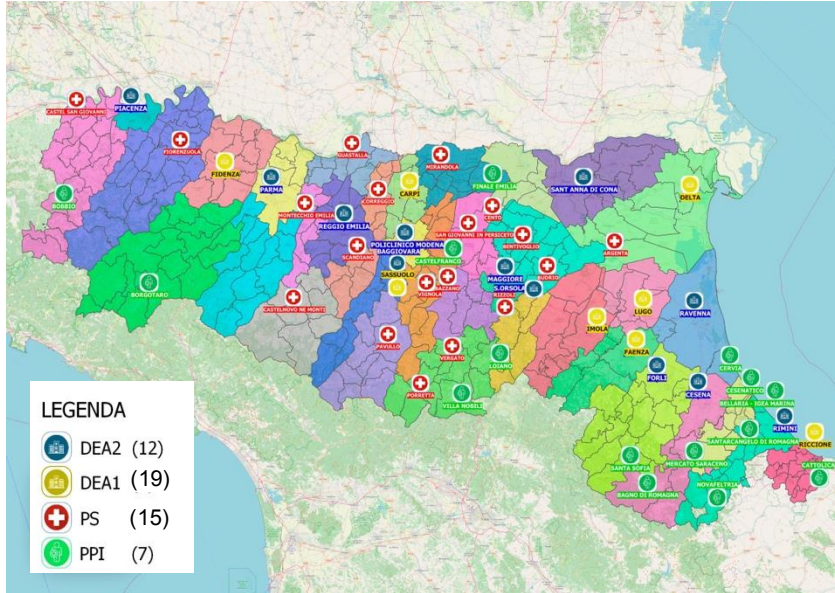 PIACENZA
CASTEL SAN GIOVANNI
FIORENZUOLA
FIDENZA
BOBBIO
PARMA
GUASTALLA
MIRANDOLA
FINALE EMILIA
SANT ANNA DI CONA
DELTA
CARPI
CORREGGIO
MONTECCHIO EMILIA
REGGIO EMILIA
CENTO
SAN GIOVANNI IN PERSICETO
BENTIVOGLIO
POLICLINICO MODENA
BAGGIOVARA
CASTELFRANCO
SCANDIANO
ARGENTA
SASSUOLO
BORGOTARO
CASTELNOVO NE MONTI
VIGNOLA
BAZZANO
MAGGIORE
S.ORSOLA
RIZZOLI
BUDRIO
IMOLA
LUGO
RAVENNA
PAVULLO
VERGATO
LOIANO
FAENZA
FORLI
CESENA
CERVIA
CESENATICO
BELLARIA - IGEA MARINA
RIMINI
RICCIONE
PORRETTA
VILLA NOBILI
SANTARCANGELO DI ROMAGNA
SANTA SOFIA
MERCATO SARACENO
CATTOLICA
BAGNO DI ROMAGNA
NOVAFELTRIA
LEGENDA
DEA2 (12)
DEA1 (19)
PS (15)
PPI (7)